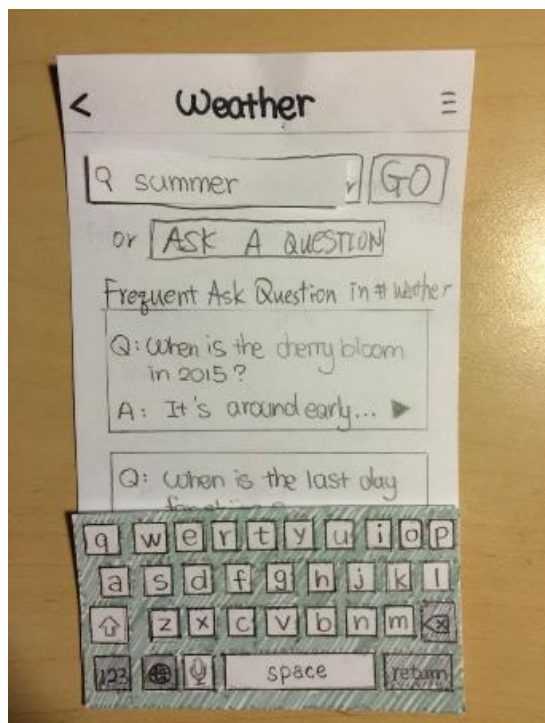 < Weather
summer
GO
or ASK A QUESTION
Frequent Ask Question in # Weather
Q: When is the cherry bloom
in 2015?
A: It's around early...
Q: When is the last day
q w e r t y u i o p
a s d f g h j k l
z x c v b n m
123 space return